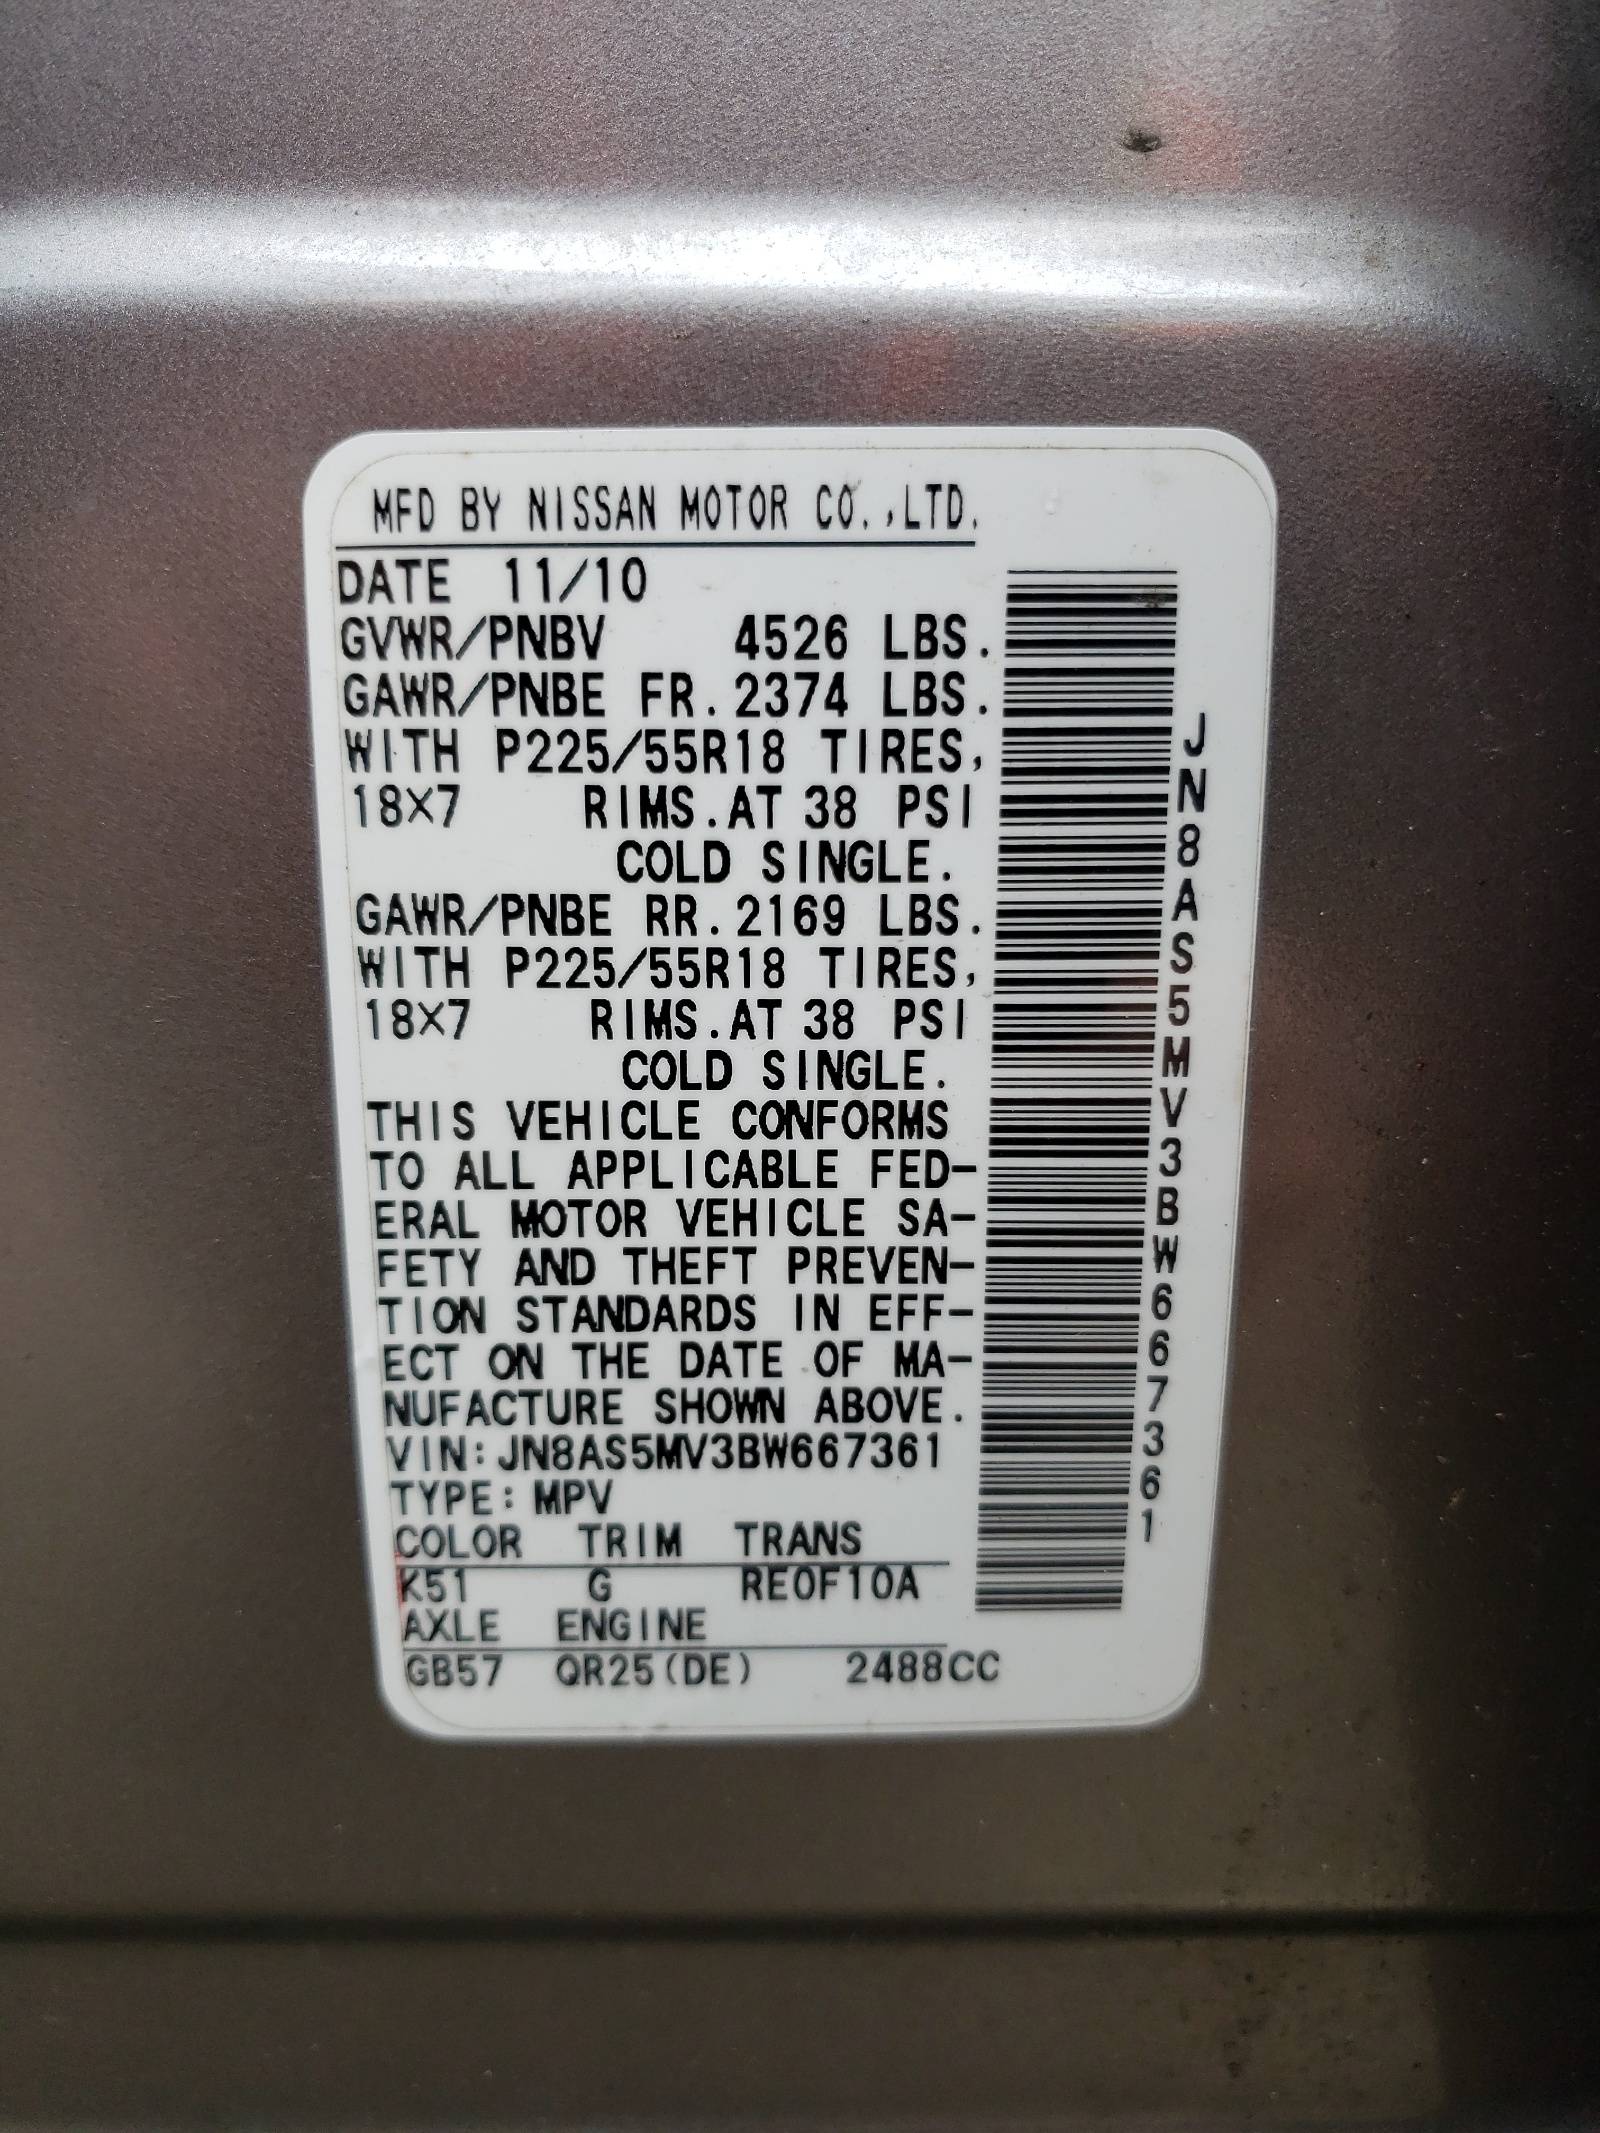 MFD BY NISSAN MOTOR CO.,LTD.
DATE 11/10
GVWR/PNBV 4526 LBS.
GAWR/PNBE FR.2374 LBS.
WITH P225/55R18 TIRES,
18×7 RIMS.AT 38 PSI
COLD SINGLE.
GAWR/PNBE RR.2169 LBS.
WITH P225/55R18 TIRES,
18×7 RIMS.AT 38 PSI
COLD SINGLE.
THIS VEHICLE CONFORMS
TO ALL APPLICABLE FED-
ERAL MOTOR VEHICLE SA-
FETY AND THEFT PREVEN-
TION STANDARDS IN EFF-
ECT ON THE DATE OF MA-
NUFACTURE SHOWN ABOVE.
VIN:JN8AS5MV3BW667361
TYPE:MPV
COLOR TRIM TRANS
K51 G RE0F10A
AXLE ENGINE
GB57 QR25(DE) 2488CC
JN8AS5MV3BW667361